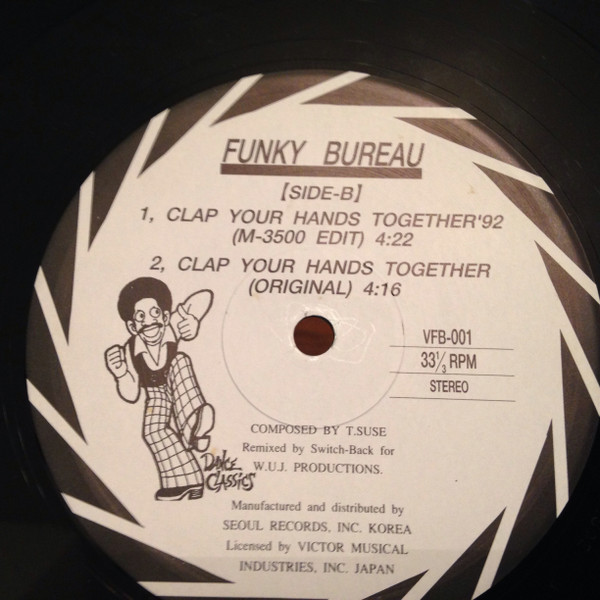 FUNKY BUREAU
[SIDE-B]
1, CLAP YOUR HANDS TOGETHER'92
(M-3500 EDIT) 4:22
2, CLAP YOUR HANDS TOGETHER
(ORIGINAL) 4:16
VFB-001
33⅓ RPM
STEREO
COMPOSED BY T.SUSE
Remixed by Switch-Back for
W.U.J. PRODUCTIONS.
DANCE
CLASSICS
Manufactured and distributed by
SEOUL RECORDS, INC. KOREA
Licensed by VICTOR MUSICAL
INDUSTRIES, INC. JAPAN